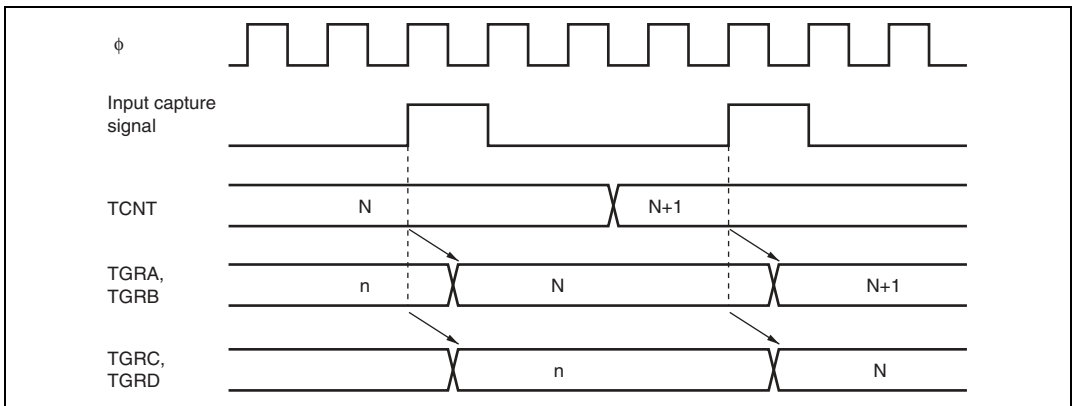 ϕ
Input capture
signal
TCNT
N
N+1
TGRA,
TGRB
n
N
N+1
TGRC,
TGRD
n
N